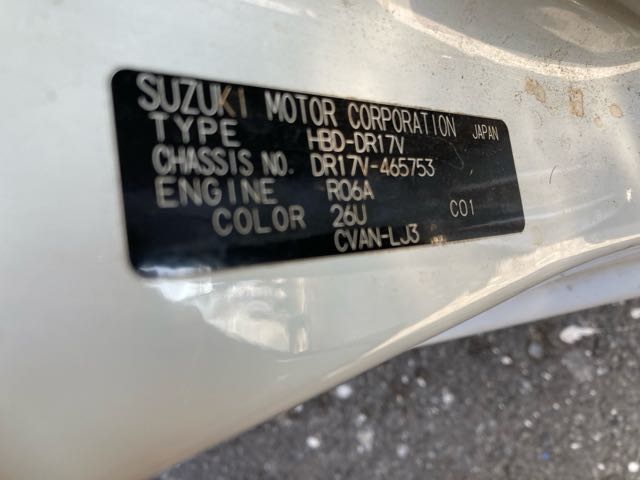 SUZUKI MOTOR CORPORATION JAPAN
TYPE HBD-DR17V
CHASSIS NO. DR17V-465753
ENGINE R06A
COLOR 26U C01
CVAN-LJ3